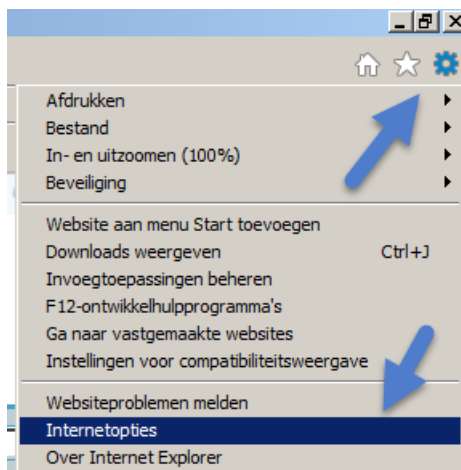 Afdrukken
Bestand
In- en uitzoomen (100%)
Beveiliging
Website aan menu Start toevoegen
Downloads weergeven Ctrl+J
Invoegtoepassingen beheren
F12-ontwikkelhulpprogramma's
Ga naar vastgemaakte websites
Instellingen voor compatibiliteitsweergave
Websiteproblemen melden
Internetopties
Over Internet Explorer